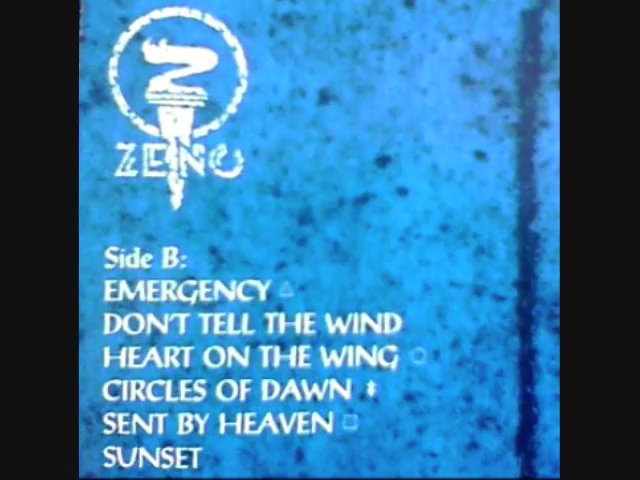 ZENO
Side B:
EMERGENCY △
DON'T TELL THE WIND
HEART ON THE WING ○
CIRCLES OF DAWN ‡
SENT BY HEAVEN □
SUNSET